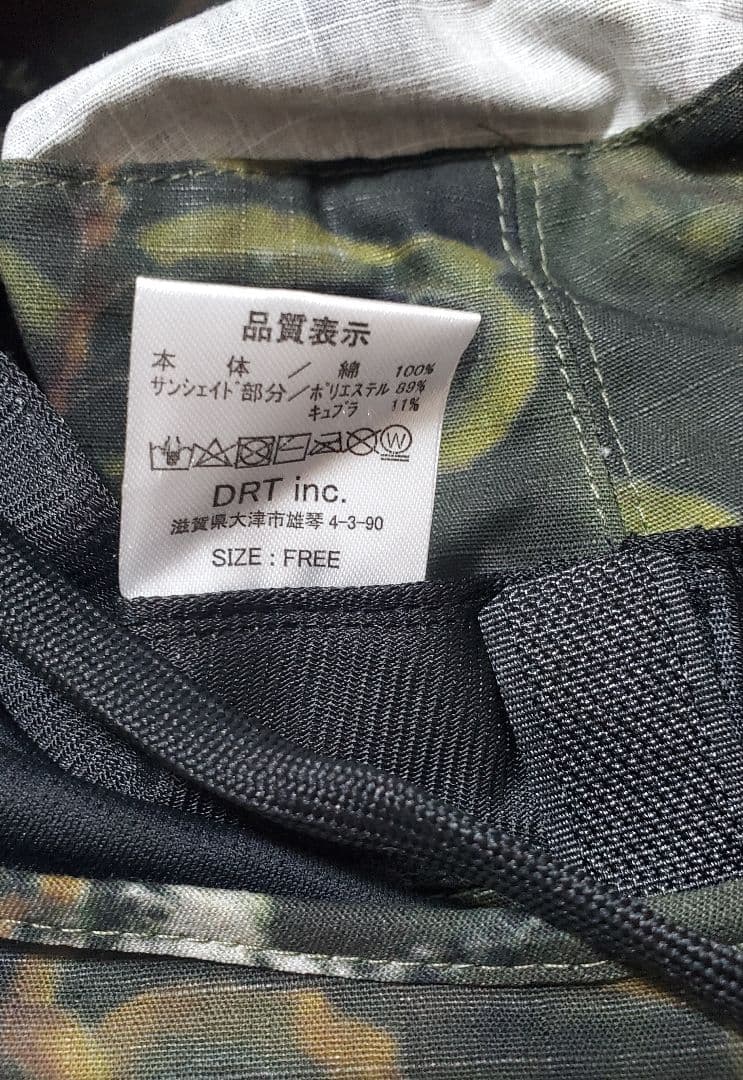 品質表示
本体／綿 100%
サンシェイド部分／ポリエステル 89%
キュプラ 11%
W
DRT inc.
滋賀県大津市雄琴 4-3-90
SIZE : FREE